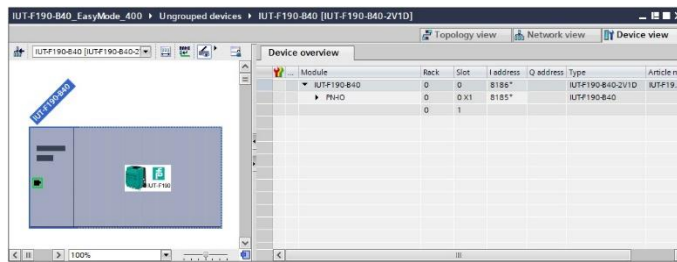 IUT-F190-B40_EasyMode_400 ▸ Ungrouped devices ▸ IUT-F190-B40 [IUT-F190-B40-2V1D]
Topology view Network view Device view
IUT-F190-B40 [IUT-F190-B40-2 Device overview
... Module Rack Slot I address Q address Type Article n
IUT-F190-B40 0 0 8186* IUT-F190-B40-2V1D IUT-F19.
PN-IO 0 0 X1 8185* IUT-F190-B40
0 1
IUT-F190-B40
IUT-F190
100%